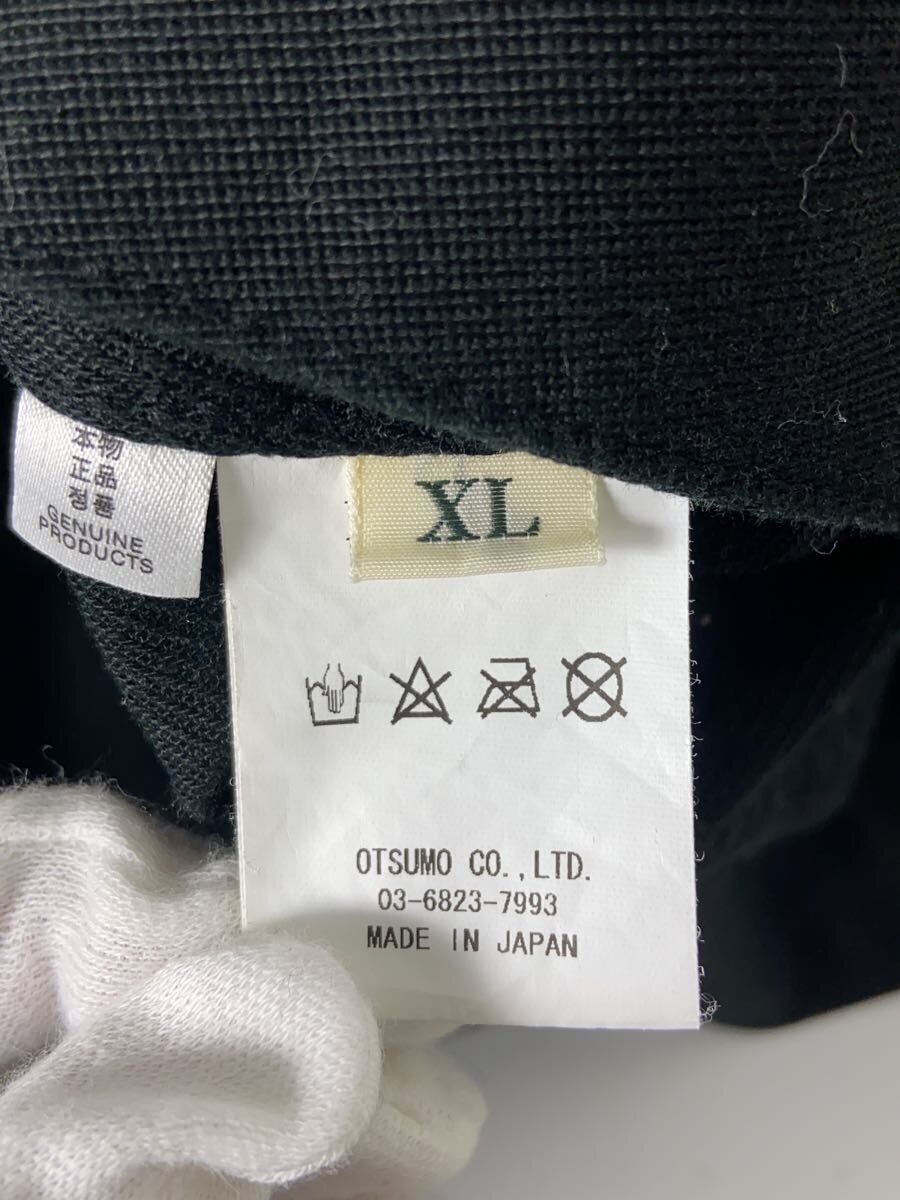 本物
正品
정품
GENUINE
PRODUCTS
XL
OTSUMO CO.,LTD.
03-6823-7993
MADE IN JAPAN